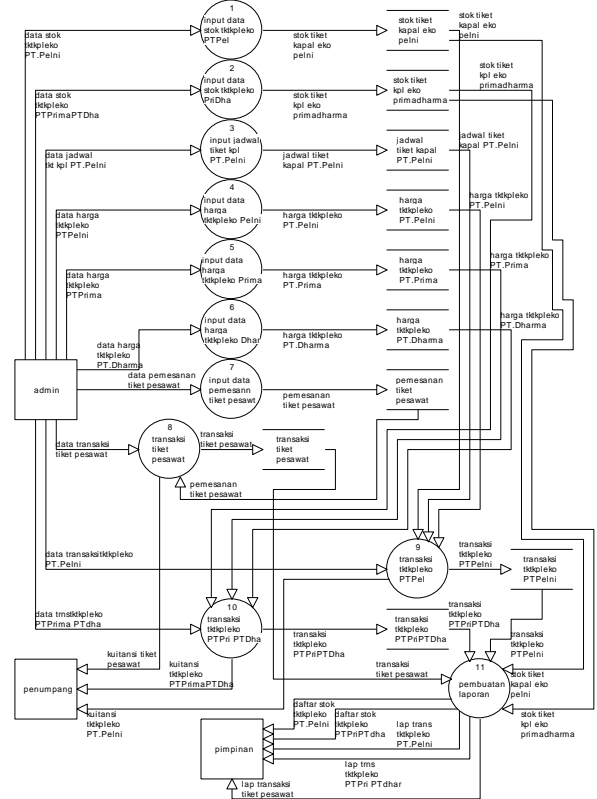 1
input data
stok tktkpleko
PTPel
data stok
tktkpleko
PT.Pelni
stok tiket
kapal eko
pelni
stok tiket
kapal eko
pelni
stok tiket
kapal eko
pelni
2
input data
stok tktkpleko
PriDha
data stok
tktkpleko
PTPrimaPTDha
stok tiket
kpl eko
primadharma
stok tiket
kpl eko
primadharma
stok tiket
kpl eko
primadharma
3
input jadwal
tiket kpl
PT.Pelni
data jadwal
tkt kpl PT.Pelni
jadwal tiket
kapal PT.Pelni
jadwal
tiket kapal
PT.Pelni
jadwal tiket
kapal PT.Pelni
4
input data
harga
tktkpleko Pelni
data harga
tktkpleko
PTPelni
harga tktkpleko
PT.Pelni
harga
tktkpleko
PT.Pelni
harga tktkpleko
PT.Pelni
5
input data
harga
tktkpleko Prima
data harga
tktkpleko
PTPrima
harga tktkpleko
PT.Prima
harga
tktkpleko
PT.Prima
harga tktkpleko
PT.Prima
6
input data
harga
tktkpleko Dhar
data harga
tktkpleko
PT.Dharma
harga tktkpleko
PT.Dharma
harga
tktkpleko
PT.Dharma
harga tktkpleko
PT.Dharma
admin
data pemesanan
tiket pesawat
7
input data
pemesann
tiket pesawt
pemesanan
tiket pesawat
pemesanan
tiket
pesawat
data transaksi
tiket pesawat
8
transaksi
tiket
pesawat
transaksi
tiket pesawat
transaksi
tiket
pesawat
pemesanan
tiket pesawat
data transaksitktkpleko
PT.Pelni
9
transaksi
tktkpleko
PTPel
transaksi
tktkpleko
PTPelni
transaksi
tktkpleko
PTPelni
data trnstktkpleko
PTPrima PTdha
10
transaksi
tktkpleko
PTPri PTDha
transaksi
tktkpleko
PTPriPTDha
transaksi
tktkpleko
PTPriPTDha
transaksi
tktkpleko
PTPriPTDha
transaksi
tktkpleko
PTPelni
kuitansi tiket
pesawat
penumpang
kuitansi
tktkpleko
PTPrimaPTDha
kuitansi
tktkpleko
PT.Pelni
transaksi
tiket pesawat
11
pembuatan
laporan
stok tiket
kapal eko
pelni
stok tiket
kpl eko
primadharma
pimpinan
daftar stok
tktkpleko
PT.Pelni
daftar stok
tktkpleko
PTPriPTdha
lap trans
tktkpleko
PT.Pelni
lap trns
tktkpleko
PTPri PTdhar
lap transaksi
tiket pesawat